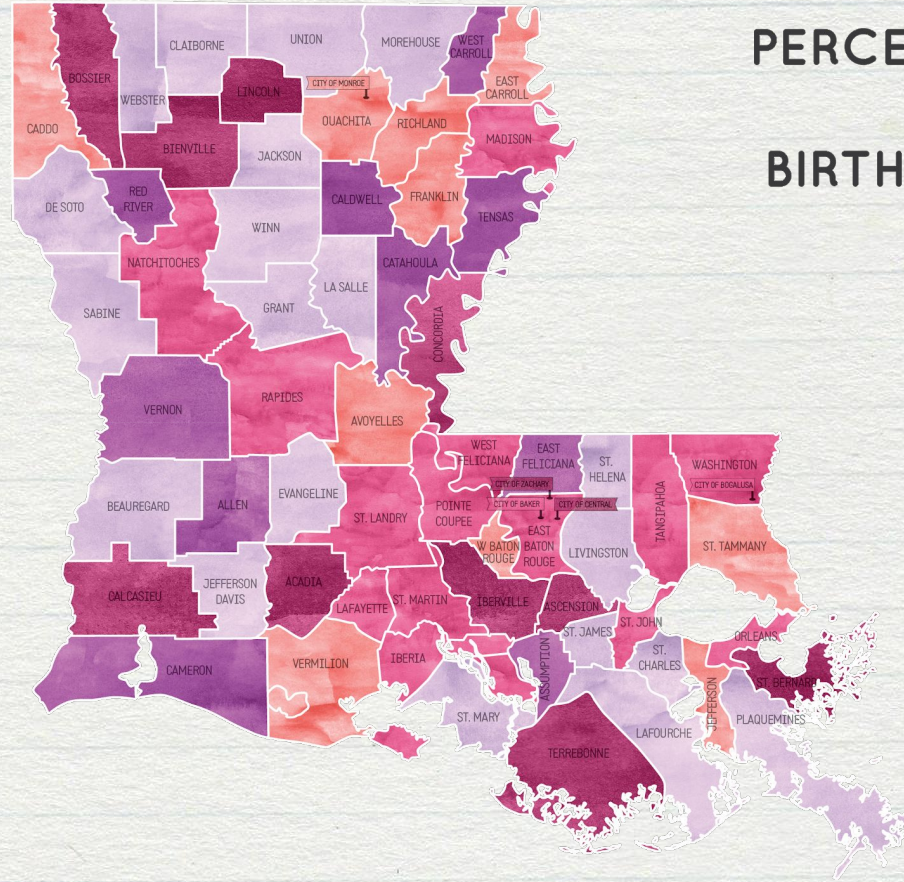 PERCE
BIRTH
CLAIBORNE
UNION
MOREHOUSE
WEST
CARROLL
BOSSIER
WEBSTER
LINCOLN
CITY OF MONROE
EAST
CARROLL
CADDO
OUACHITA
RICHLAND
MADISON
BIENVILLE
JACKSON
DE SOTO
RED
RIVER
CALDWELL
FRANKLIN
TENSAS
WINN
NATCHITOCHES
CATAHOULA
LA SALLE
SABINE
GRANT
CONCORDIA
VERNON
RAPIDES
AVOYELLES
WEST
FELICIANA
EAST
FELICIANA
ST.
HELENA
WASHINGTON
CITY OF ZACHARY
CITY OF BOGALUSA
BEAUREGARD
ALLEN
EVANGELINE
ST. LANDRY
POINTE
COUPEE
CITY OF BAKER
CITY OF CENTRAL
TANGIPAHOA
W BATON
ROUGE
EAST
BATON
ROUGE
LIVINGSTON
ST. TAMMANY
CALCASIEU
JEFFERSON
DAVIS
ACADIA
LAFAYETTE
ST. MARTIN
IBERVILLE
ASCENSION
ST. JAMES
ST. JOHN
ORLEANS
CAMERON
VERMILION
IBERIA
ASSUMPTION
ST.
CHARLES
JEFFERSON
ST. BERNARD
ST. MARY
TERREBONNE
LAFOURCHE
PLAQUEMINES